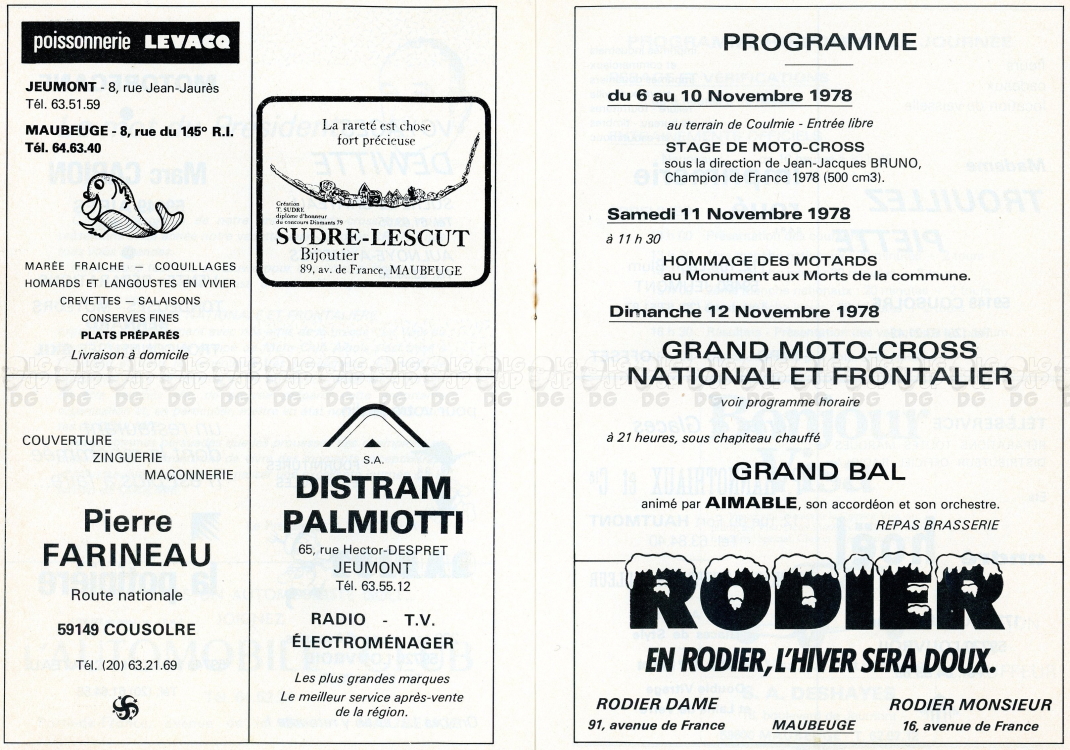 poissonnerie LEVACQ
JEUMONT - 8, rue Jean-Jaurès
Tél. 63.51.59
MAUBEUGE - 8, rue du 145º R.I.
Tél. 64.63.40
MARÉE FRAICHE — COQUILLAGES
HOMARDS ET LANGOUSTES EN VIVIER
CREVETTES — SALAISONS
CONSERVES FINES
PLATS PRÉPARÉS
Livraison à domicile
La rareté est chose
fort précieuse
Création
T. SUDRE
diplôme d'honneur
du concours Diamants 79
SUDRE-LESCUT
Bijoutier
89, av. de France, MAUBEUGE
COUVERTURE
ZINGUERIE
MAÇONNERIE
Pierre
FARINEAU
Route nationale
59149 COUSOLRE
Tél. (20) 63.21.69
S.A.
DISTRAM
PALMIOTTI
65, rue Hector-DESPRET
JEUMONT
Tél. 63.55.12
RADIO - T.V.
ÉLECTROMÉNAGER
Les plus grandes marques
Le meilleur service après-vente
de la région.
PROGRAMME
du 6 au 10 Novembre 1978
au terrain de Coulmie - Entrée libre
STAGE DE MOTO-CROSS
sous la direction de Jean-Jacques BRUNO,
Champion de France 1978 (500 cm3).
Samedi 11 Novembre 1978
à 11 h 30
HOMMAGE DES MOTARDS
au Monument aux Morts de la commune.
Dimanche 12 Novembre 1978
GRAND MOTO-CROSS
NATIONAL ET FRONTALIER
voir programme horaire
à 21 heures, sous chapiteau chauffé
GRAND BAL
animé par AIMABLE, son accordéon et son orchestre.
REPAS BRASSERIE
RODIER
EN RODIER, L'HIVER SERA DOUX.
RODIER DAME
91, avenue de France
MAUBEUGE
RODIER MONSIEUR
16, avenue de France